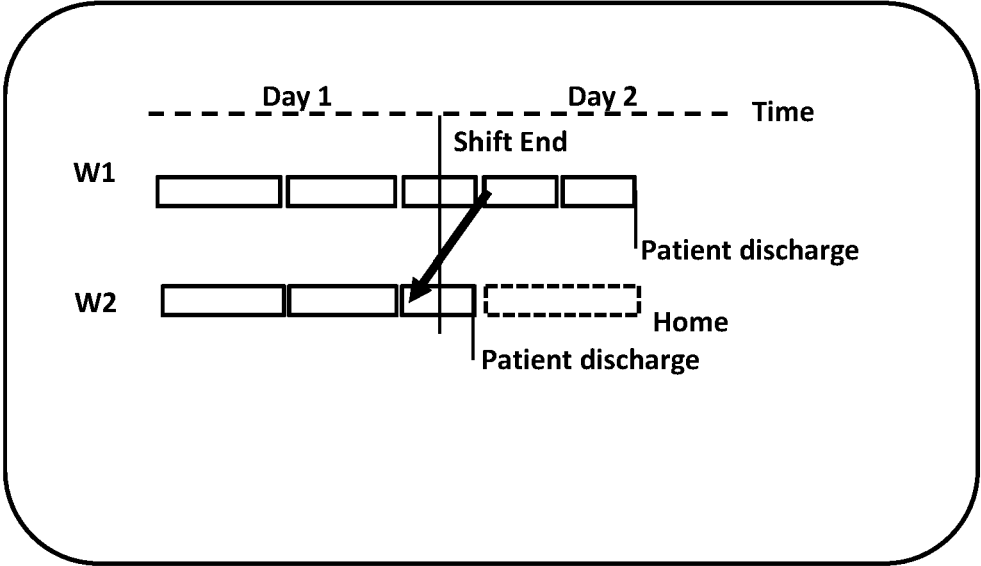 Day 1
Day 2
Time
Shift End
W1
Patient discharge
W2
Home
Patient discharge